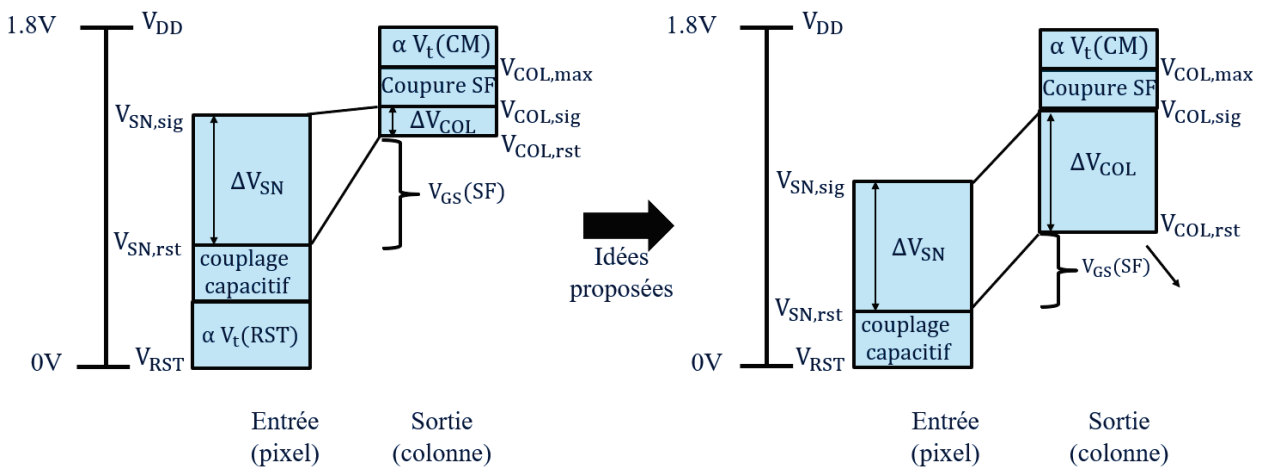 1.8V
V_DD
α V_t(CM)
V_COL,max
Coupure SF
V_SN,sig
V_COL,sig
ΔV_COL
V_COL,rst
ΔV_SN
V_GS(SF)
V_SN,rst
couplage
capacitif
α V_t(RST)
0V
V_RST
Entrée
(pixel)
Sortie
(colonne)
Idées
proposées
1.8V
V_DD
α V_t(CM)
V_COL,max
Coupure SF
V_COL,sig
ΔV_COL
V_SN,sig
V_COL,rst
ΔV_SN
V_GS(SF)
V_SN,rst
couplage
capacitif
0V
V_RST
Entrée
(pixel)
Sortie
(colonne)